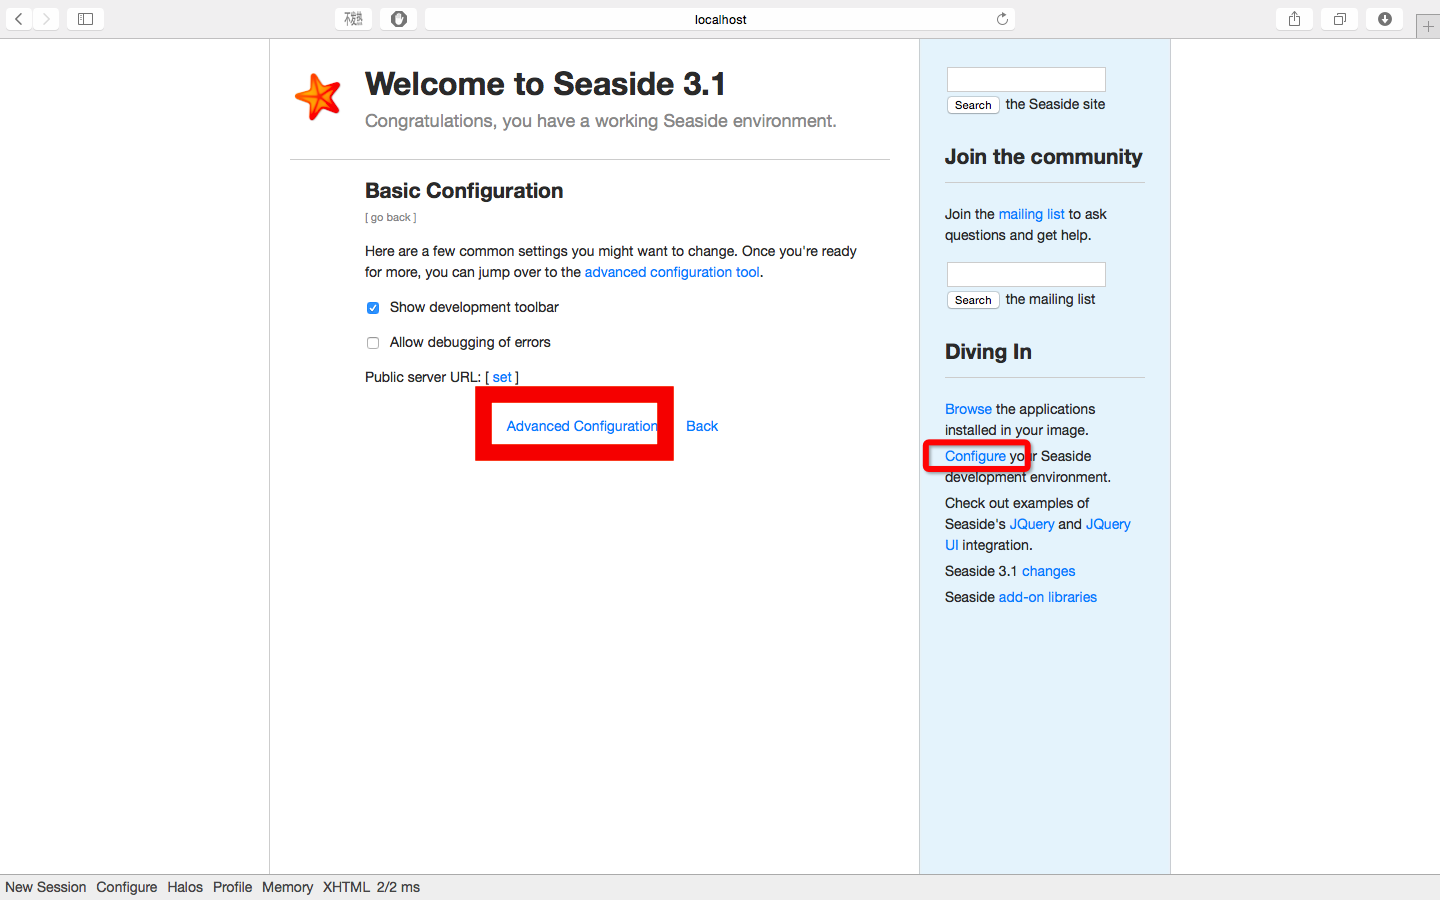 不发热
localhost
Welcome to Seaside 3.1
Congratulations, you have a working Seaside environment.
Basic Configuration
[ go back ]
Here are a few common settings you might want to change. Once you're ready
for more, you can jump over to the advanced configuration tool.
Show development toolbar
Allow debugging of errors
Public server URL: [ set ]
Advanced Configuration Back
Search the Seaside site
Join the community
Join the mailing list to ask
questions and get help.
Search the mailing list
Diving In
Browse the applications
installed in your image.
Configure your Seaside
development environment.
Check out examples of
Seaside's JQuery and JQuery
UI integration.
Seaside 3.1 changes
Seaside add-on libraries
New Session Configure Halos Profile Memory XHTML 2/2 ms